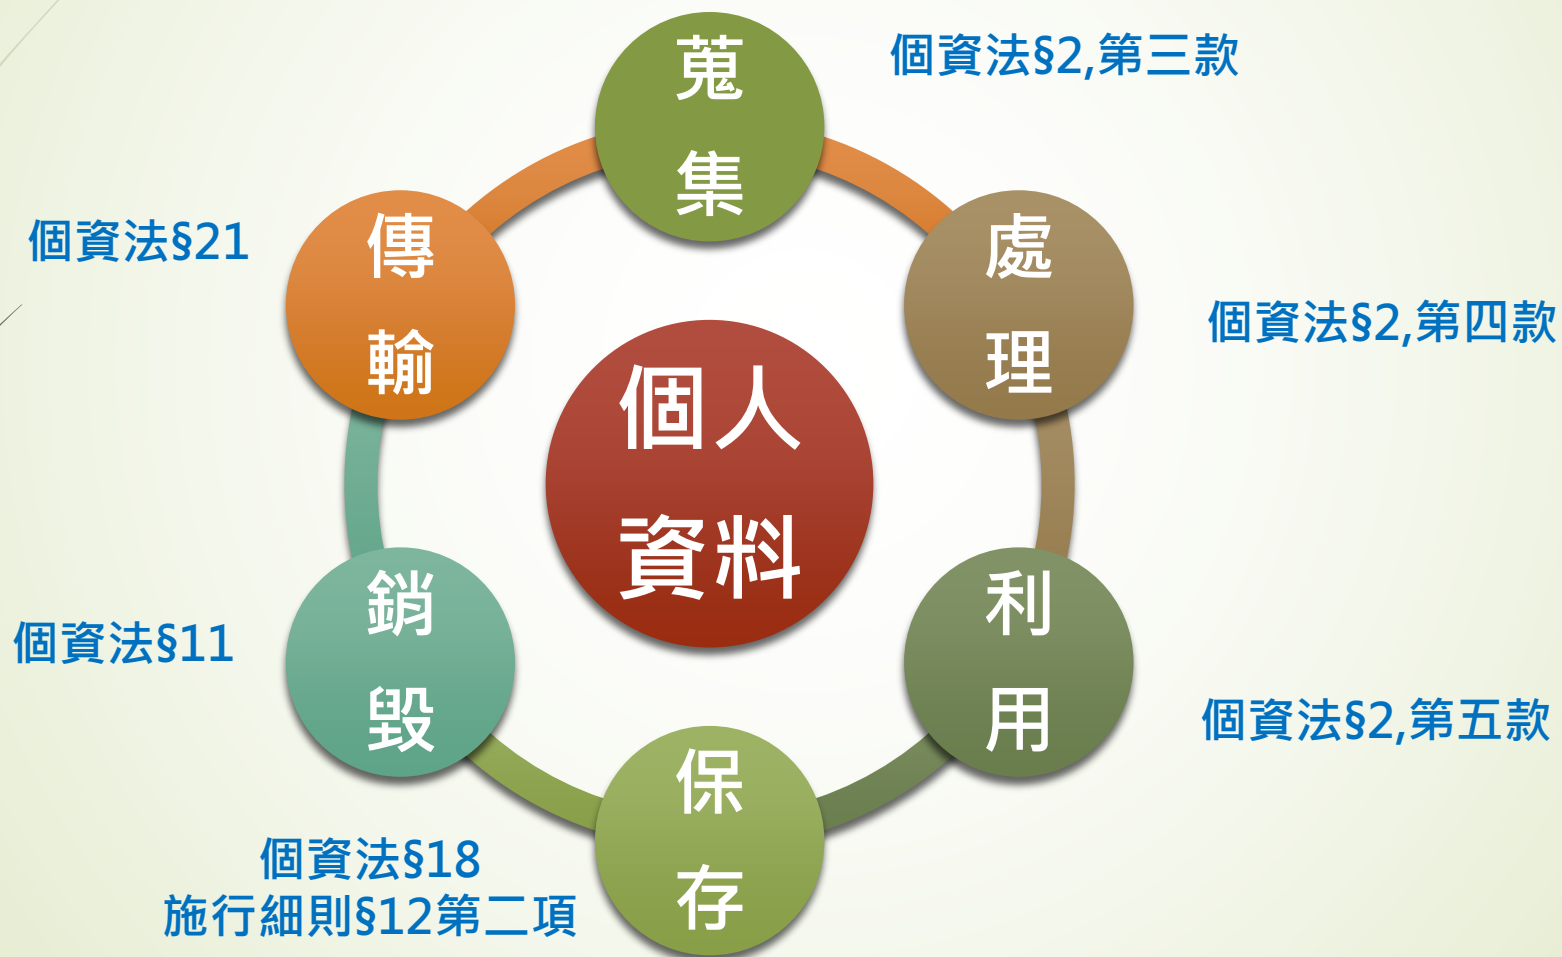 蒐
集
個資法§2,第三款
個資法§21
傳
輸
處
理
個資法§2,第四款
個人
資料
個資法§11
銷
毀
利
用
個資法§2,第五款
保
存
個資法§18
施行細則§12第二項